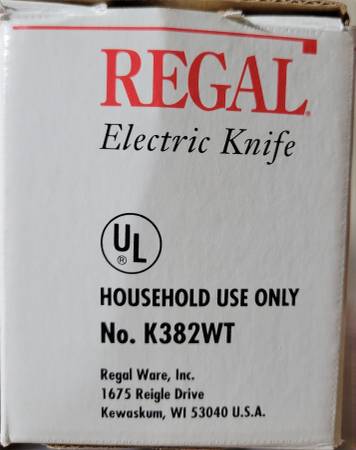 REGAL®
Electric Knife
UL
®
HOUSEHOLD USE ONLY
No. K382WT
Regal Ware, Inc.
1675 Reigle Drive
Kewaskum, WI 53040 U.S.A.